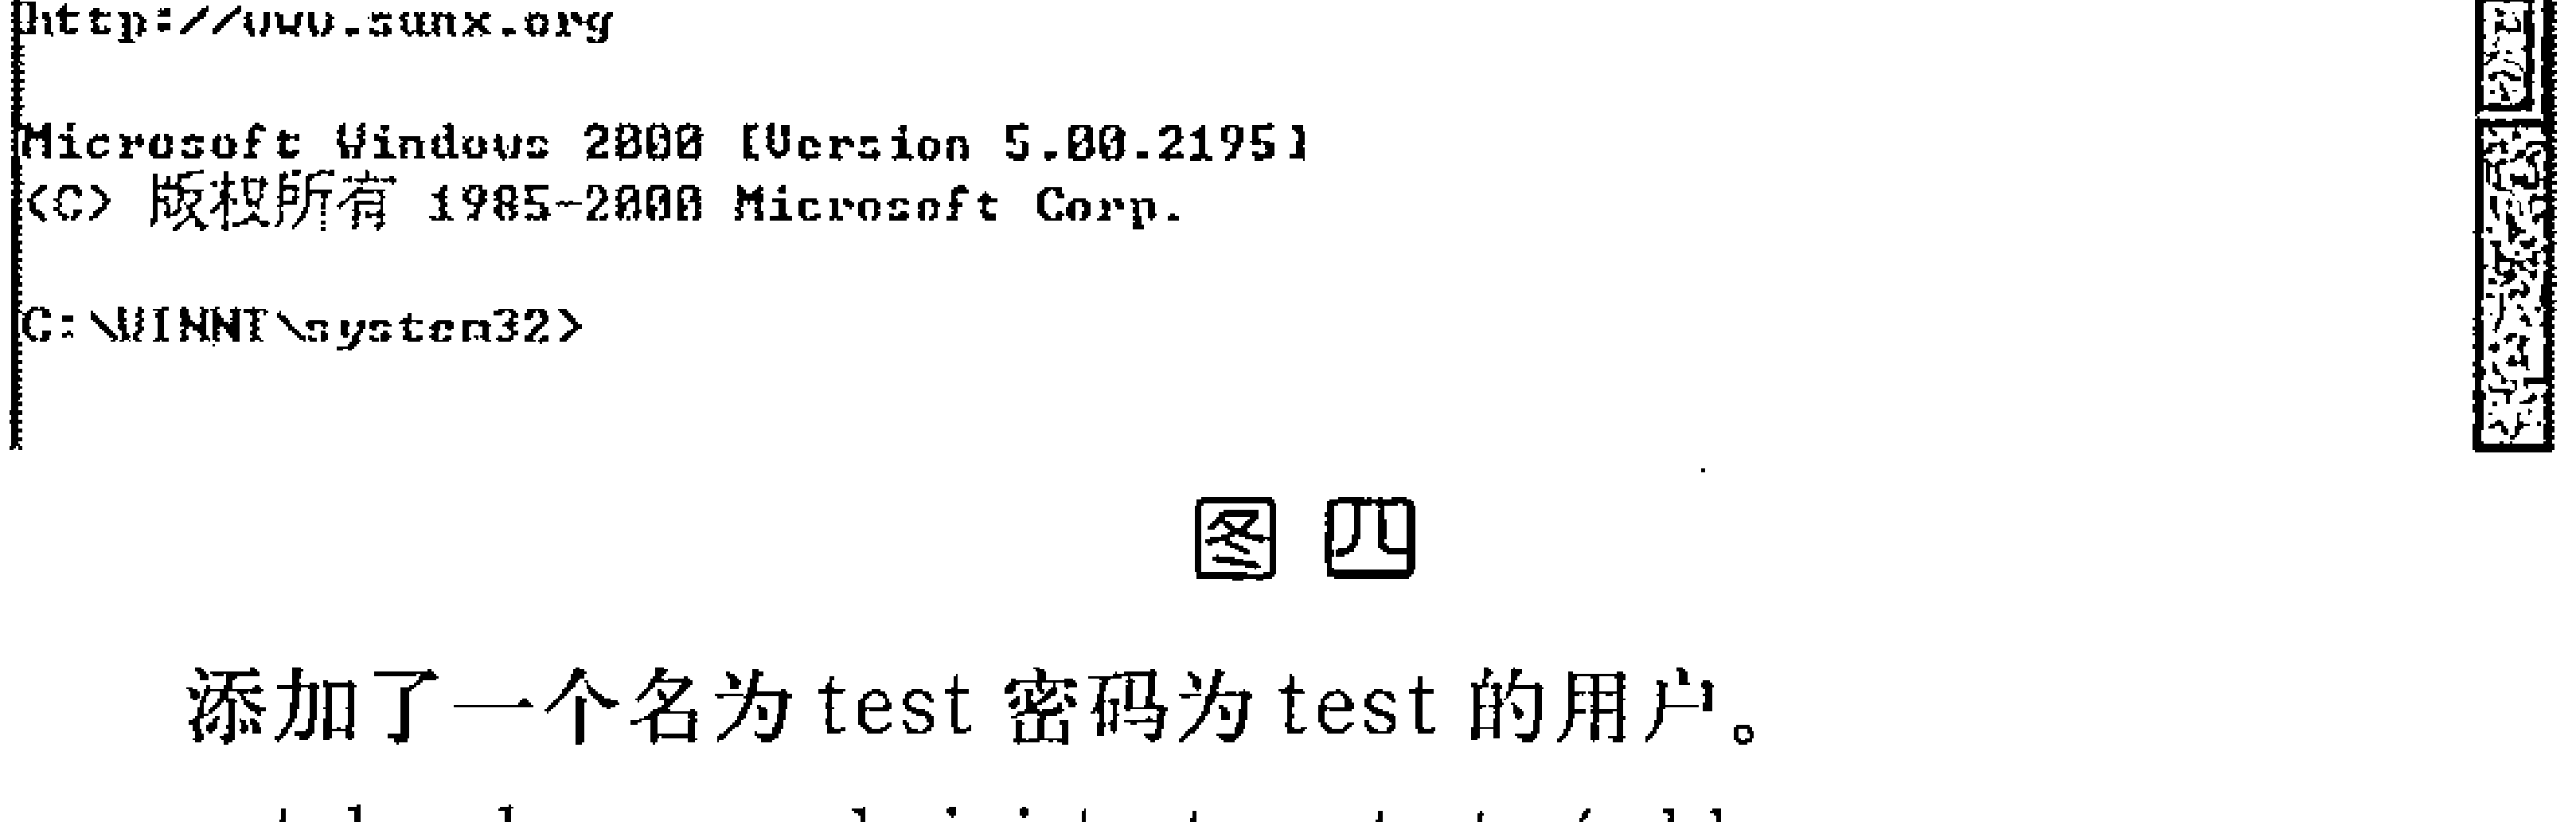 http://www.sunx.org
Microsoft Windows 2000 [Version 5.00.2195]
(C) 版权所有 1985-2000 Microsoft Corp.
C:\WINNT\system32>
图 四
添加了一个名为 test 密码为 test 的用户。